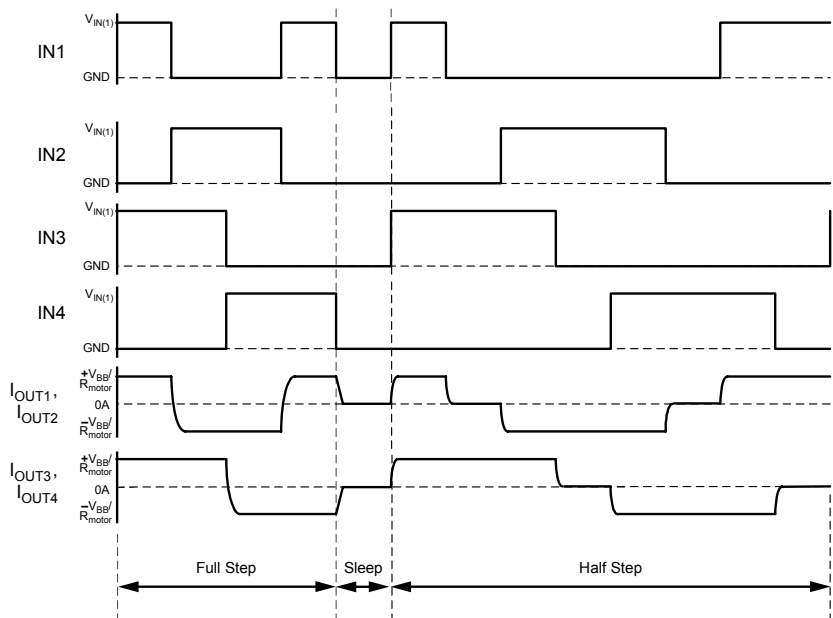 V_IN(1)
IN1
GND
V_IN(1)
IN2
GND
V_IN(1)
IN3
GND
V_IN(1)
IN4
GND
+V_BB/
R_motor
I_OUT1,
I_OUT2
0A
−V_BB/
R_motor
+V_BB/
R_motor
I_OUT3,
I_OUT4
0A
−V_BB/
R_motor
Full Step
Sleep
Half Step